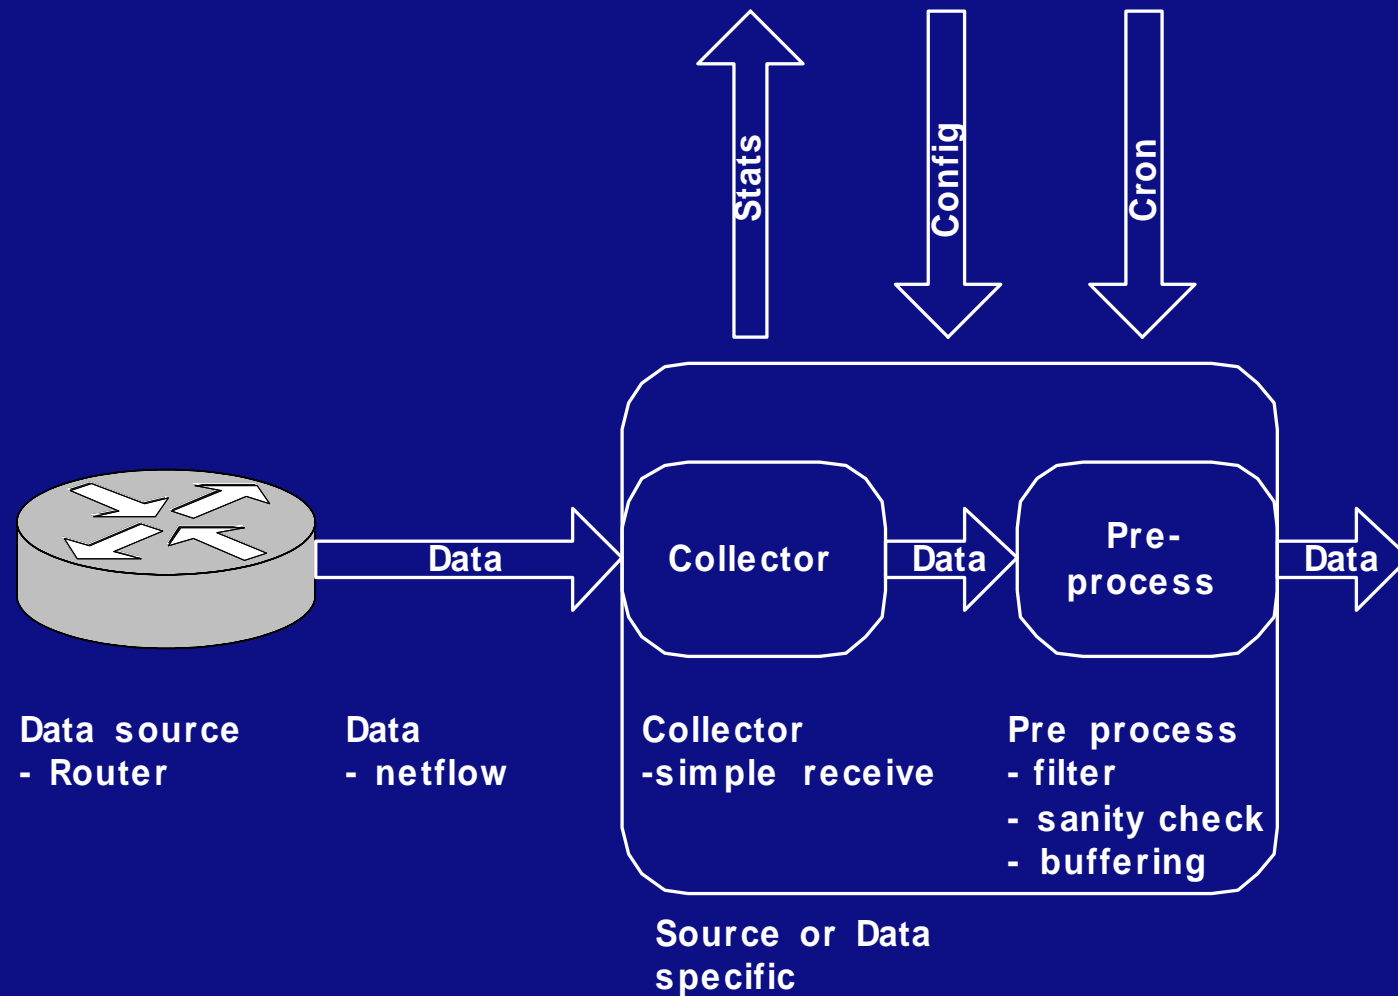 Stats
Config
Cron
Data
Collector
Data
Pre-
process
Data
Data source
- Router
Data
- netflow
Collector
-simple receive
Pre process
- filter
- sanity check
- buffering
Source or Data
specific